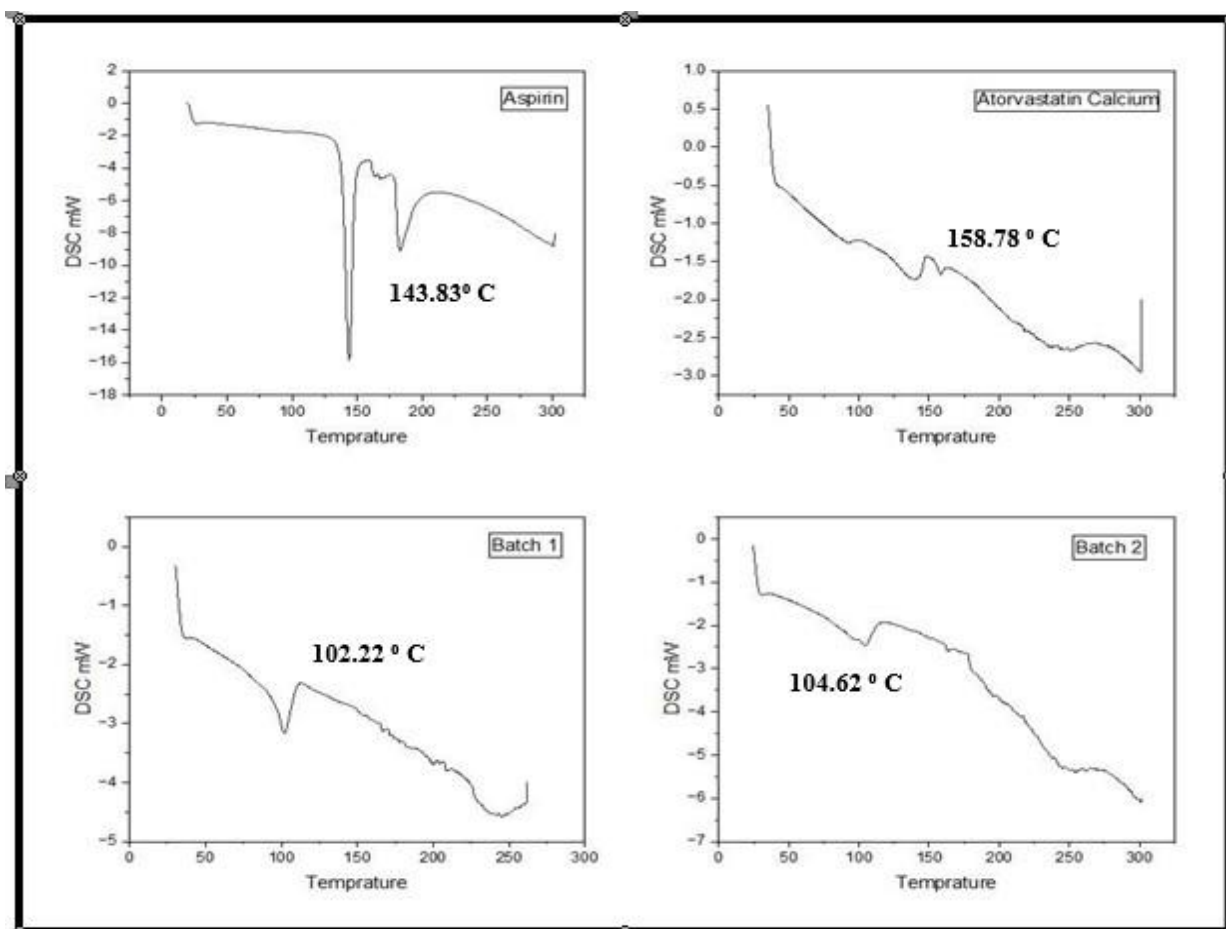 Aspirin
2
0
−2
−4
−6
−8
−10
−12
−14
−16
−18
DSC mW
143.83⁰ C
0 50 100 150 200 250 300
Temprature
Atorvastatin Calcium
1.0
0.5
0.0
−0.5
−1.0
−1.5
−2.0
−2.5
−3.0
DSC mW
158.78 ⁰ C
0 50 100 150 200 250 300
Temprature
Batch 1
0
−1
−2
−3
−4
−5
DSC mW
102.22 ⁰ C
0 50 100 150 200 250 300
Temprature
Batch 2
0
−1
−2
−3
−4
−5
−6
−7
DSC mW
104.62 ⁰ C
0 50 100 150 200 250 300
Temprature